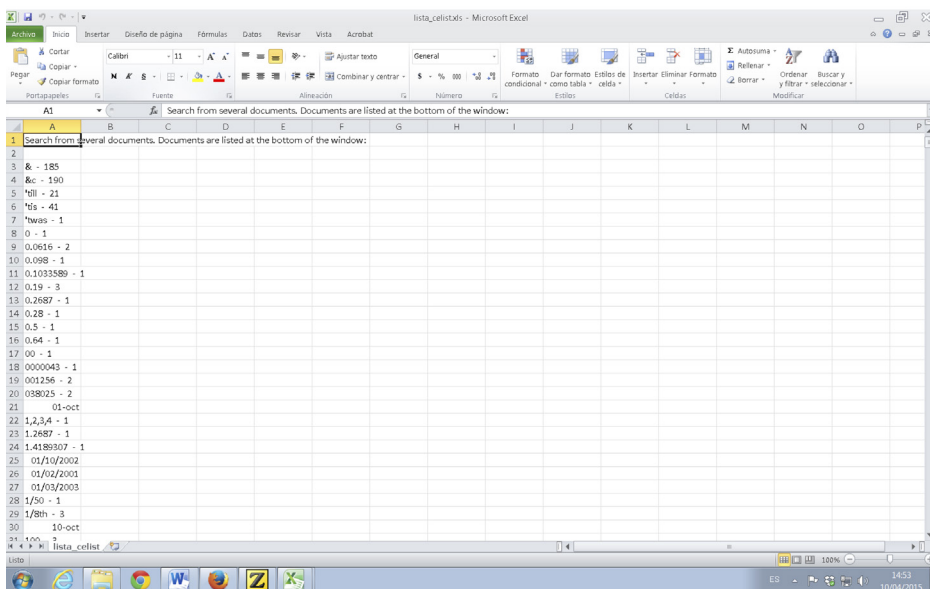 lista_celist.xls - Microsoft Excel
Archivo Inicio Insertar Diseño de página Fórmulas Datos Revisar Vista Acrobat
Cortar
Copiar
Copiar formato
Pegar
Portapapeles
Calibri 11
N K S
Fuente
Ajustar texto
Combinar y centrar
Alineación
General
$ % 000
Número
Formato condicional
Dar formato como tabla
Estilos de celda
Estilos
Insertar Eliminar Formato
Celdas
Σ Autosuma
Rellenar
Borrar
Ordenar y filtrar
Buscar y seleccionar
Modificar
A1 fx Search from several documents. Documents are listed at the bottom of the window:
A B C D E F G H I J K L M N O P
1 Search from several documents. Documents are listed at the bottom of the window:
2
3 & - 185
4 &c - 190
5 'till - 21
6 'tis - 41
7 'twas - 1
8 0 - 1
9 0.0616 - 2
10 0.098 - 1
11 0.1033589 - 1
12 0.19 - 3
13 0.2687 - 1
14 0.28 - 1
15 0.5 - 1
16 0.64 - 1
17 00 - 1
18 0000043 - 1
19 001256 - 2
20 038025 - 2
21 01-oct
22 1,2,3,4 - 1
23 1.2687 - 1
24 1.4189307 - 1
25 01/10/2002
26 01/02/2001
27 01/03/2003
28 1/50 - 1
29 1/8th - 3
30 10-oct
lista_celist
Listo 100%
ES 14:53
10/04/2015